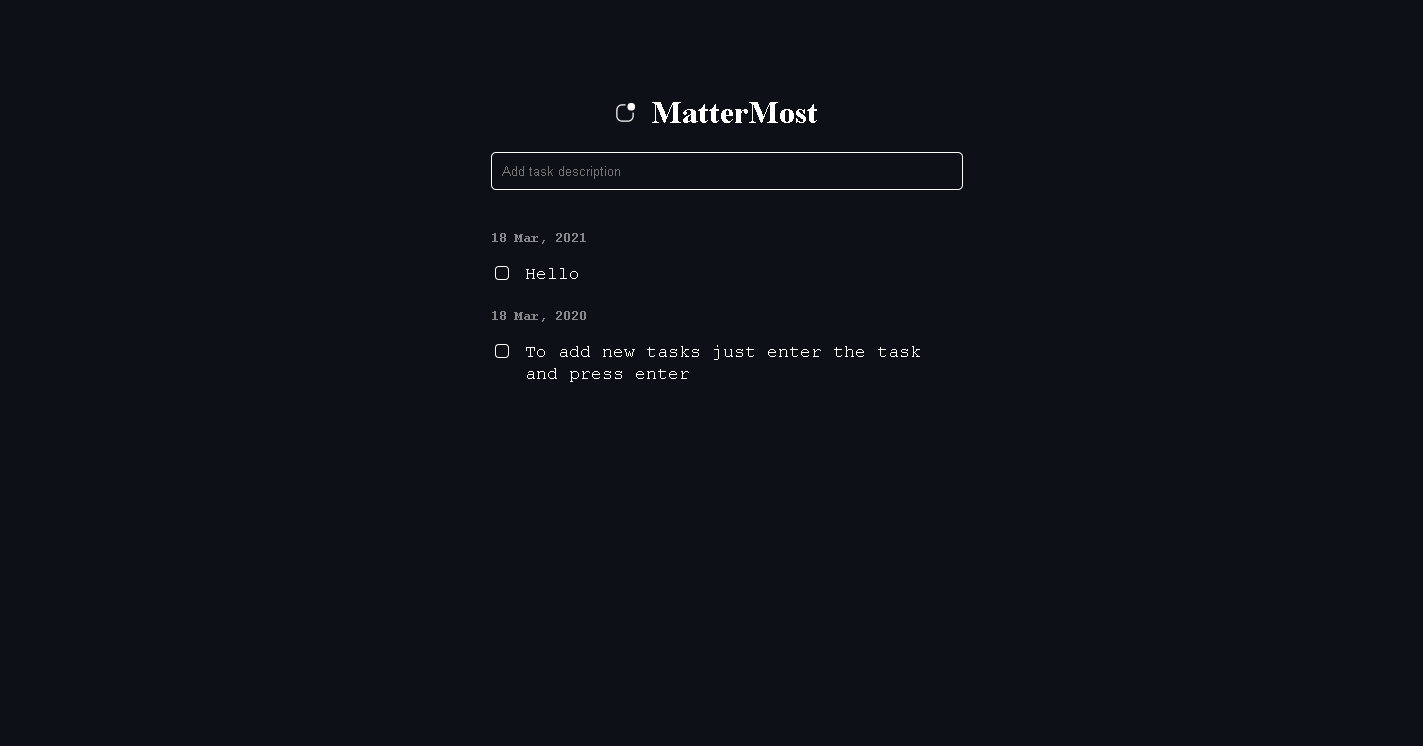 MatterMost
Add task description
18 Mar, 2021
Hello
18 Mar, 2020
To add new tasks just enter the task
and press enter